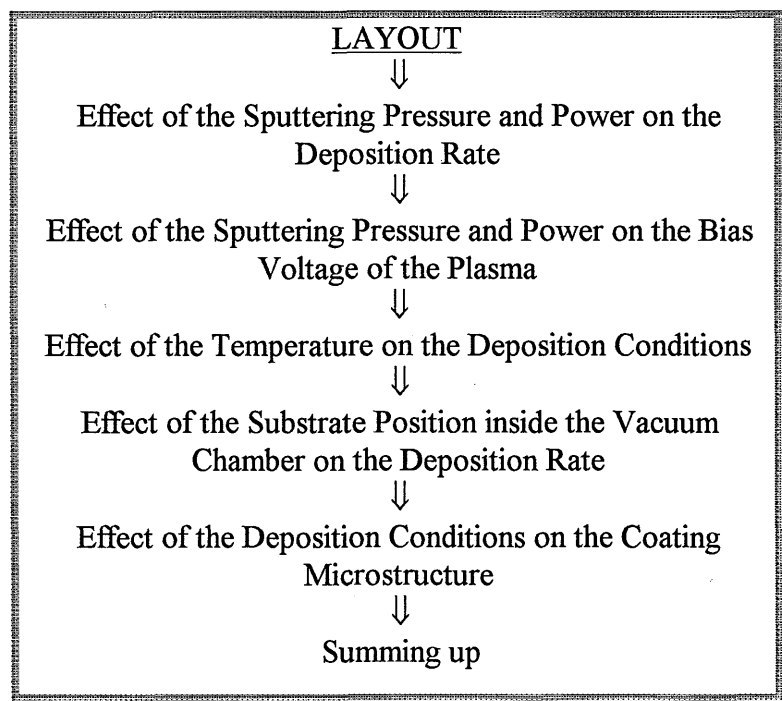 LAYOUT
⇓
Effect of the Sputtering Pressure and Power on the
Deposition Rate
⇓
Effect of the Sputtering Pressure and Power on the Bias
Voltage of the Plasma
⇓
Effect of the Temperature on the Deposition Conditions
⇓
Effect of the Substrate Position inside the Vacuum
Chamber on the Deposition Rate
⇓
Effect of the Deposition Conditions on the Coating
Microstructure
⇓
Summing up